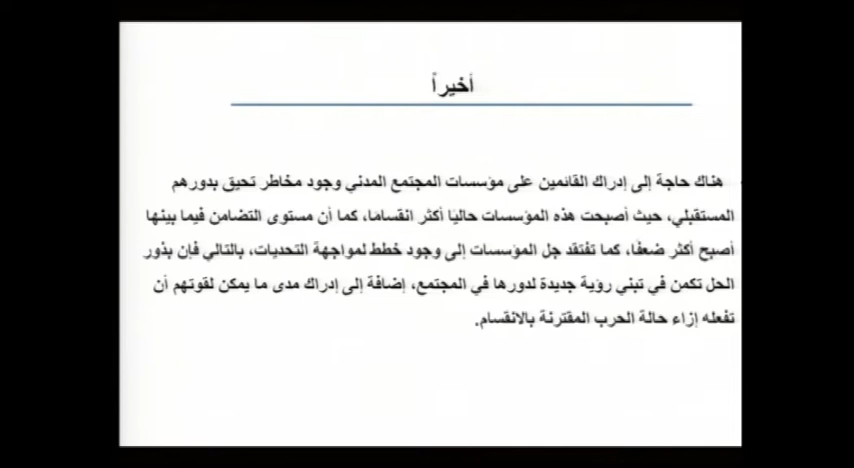 أخيراً
هناك حاجة إلى إدراك القائمين على مؤسسات المجتمع المدني وجود مخاطر تحيق بدورهم
المستقبلي، حيث أصبحت هذه المؤسسات حاليًا أكثر انقسامًا، كما أن مستوى التضامن فيما بينها
أصبح أكثر ضعفًا، كما تفتقد جل المؤسسات إلى وجود خطط لمواجهة التحديات، بالتالي فإن بذور
الحل تكمن في تبني رؤية جديدة لدورها في المجتمع، إضافة إلى إدراك مدى ما يمكن لقوتهم أن
تفعله إزاء حالة الحرب المقترنة بالانقسام.